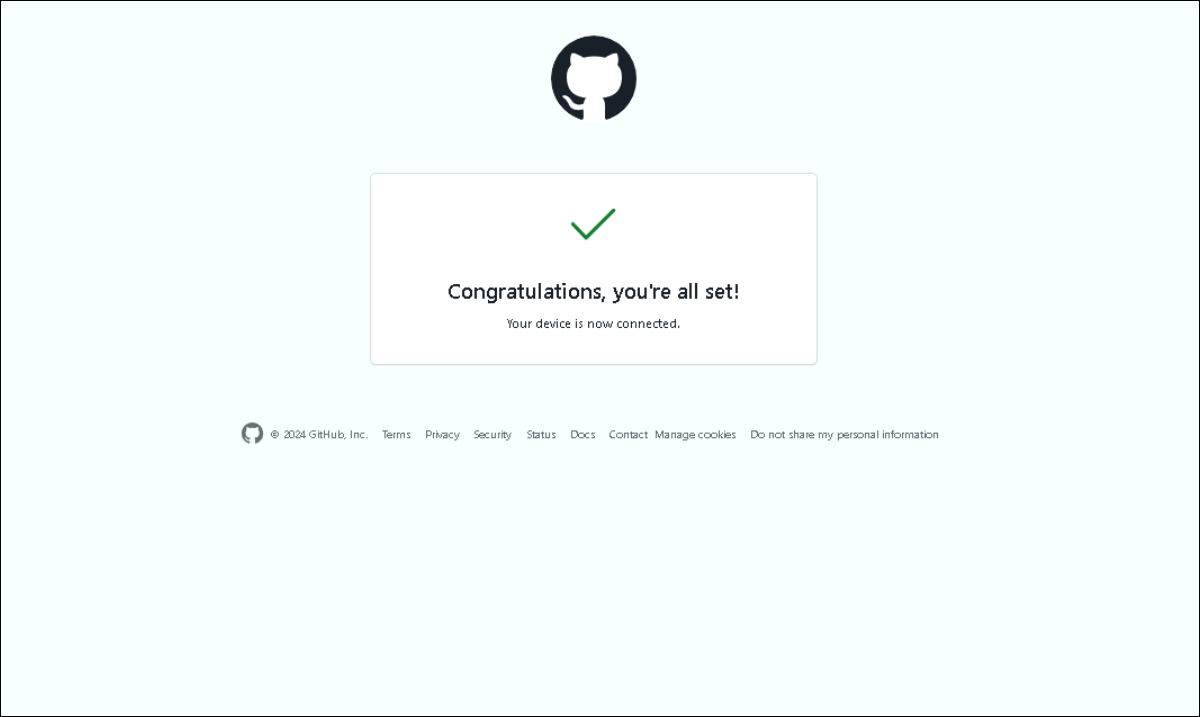 Congratulations, you're all set!
Your device is now connected.
© 2024 GitHub, Inc. Terms Privacy Security Status Docs Contact Manage cookies Do not share my personal information